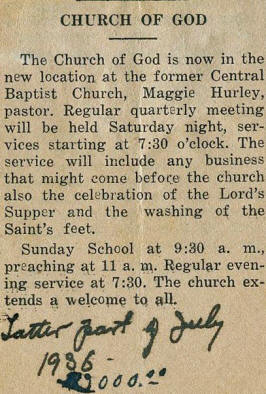 CHURCH OF GOD
The Church of God is now in the
new location at the former Central
Baptist Church, Maggie Hurley,
pastor. Regular quarterly meeting
will be held Saturday night, ser-
vices starting at 7:30 o'clock. The
service will include any business
that might come before the church
also the celebration of the Lord's
Supper and the washing of the
Saint's feet.
Sunday School at 9:30 a. m.,
preaching at 11 a. m. Regular even-
ing service at 7:30. The church ex-
tends a welcome to all.
Latter part of July
1936 -
2000.00